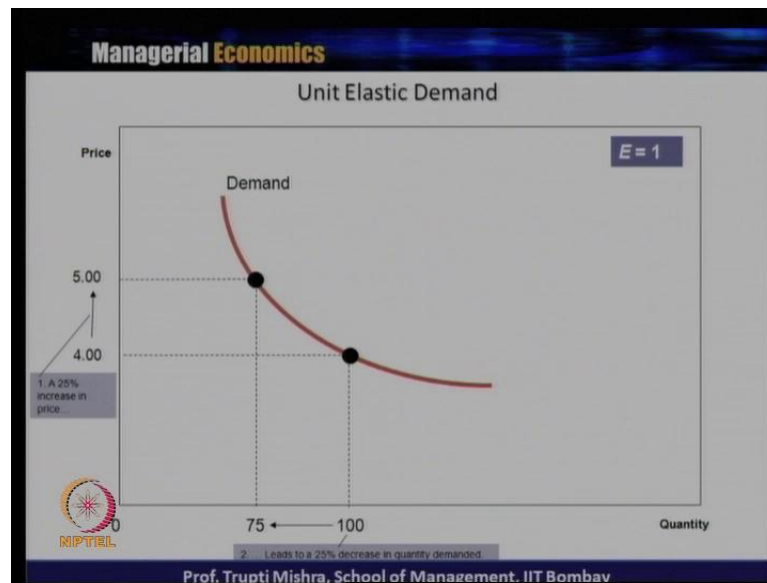 Managerial Economics
Unit Elastic Demand
Price
E = 1
Demand
5.00
4.00
1. A 25%
increase in
price...
0
75
100
Quantity
2. ... Leads to a 25% decrease in quantity demanded.
NPTEL
Prof. Trupti Mishra, School of Management, IIT Bombay